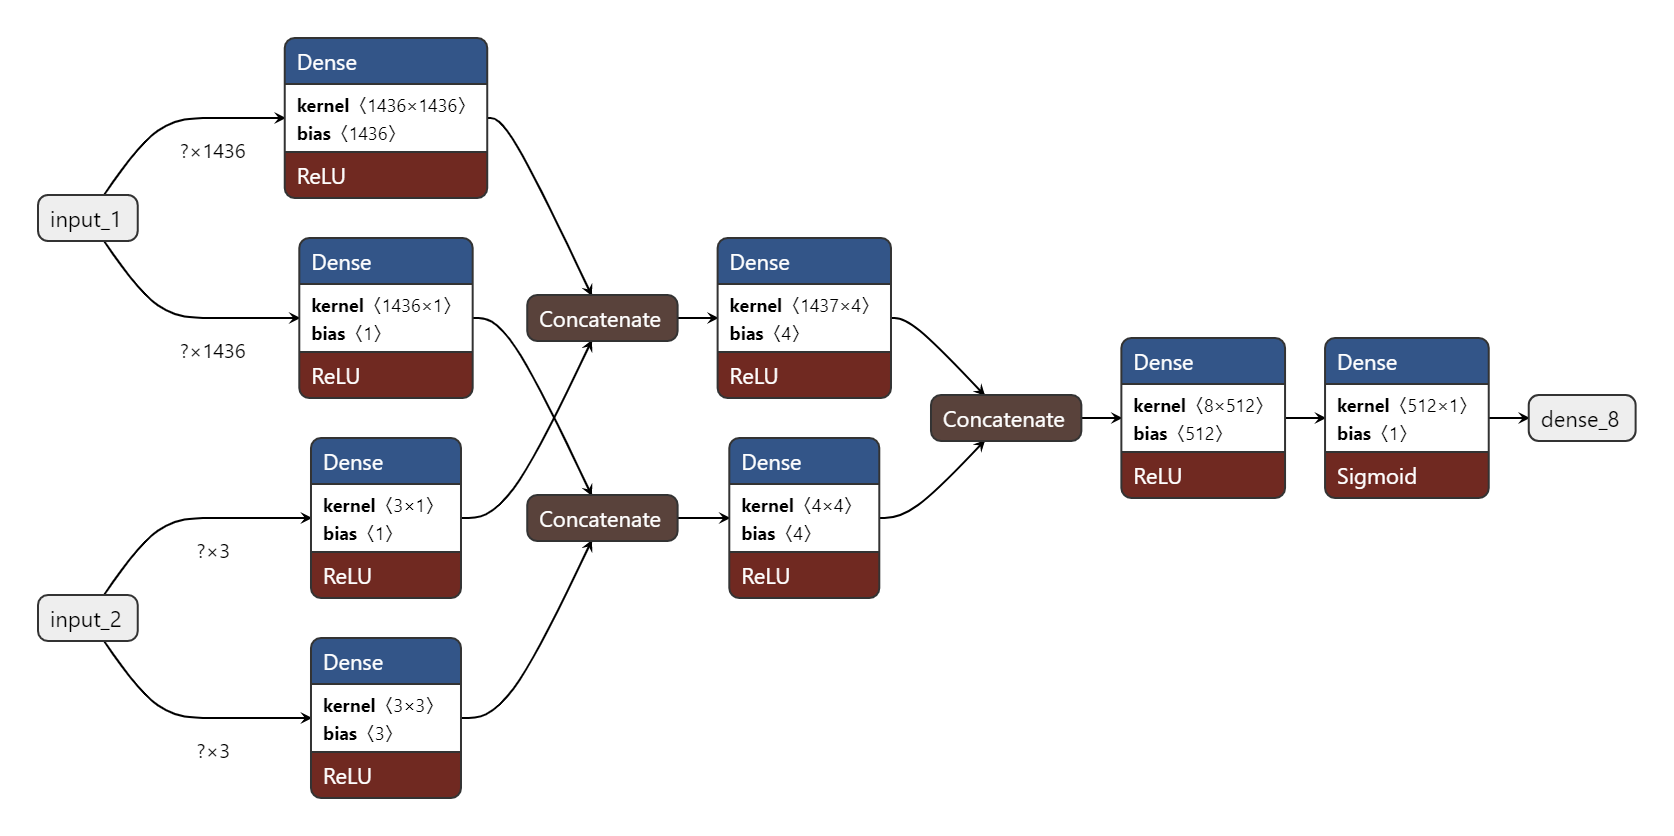 Dense
kernel〈1436×1436〉
bias〈1436〉
ReLU
?×1436
input_1
Dense
kernel〈1436×1〉
bias〈1〉
ReLU
?×1436
Concatenate
Dense
kernel〈1437×4〉
bias〈4〉
ReLU
Dense
kernel〈3×1〉
bias〈1〉
ReLU
?×3
input_2
Dense
kernel〈3×3〉
bias〈3〉
ReLU
?×3
Concatenate
Dense
kernel〈4×4〉
bias〈4〉
ReLU
Concatenate
Dense
kernel〈8×512〉
bias〈512〉
ReLU
Dense
kernel〈512×1〉
bias〈1〉
Sigmoid
dense_8